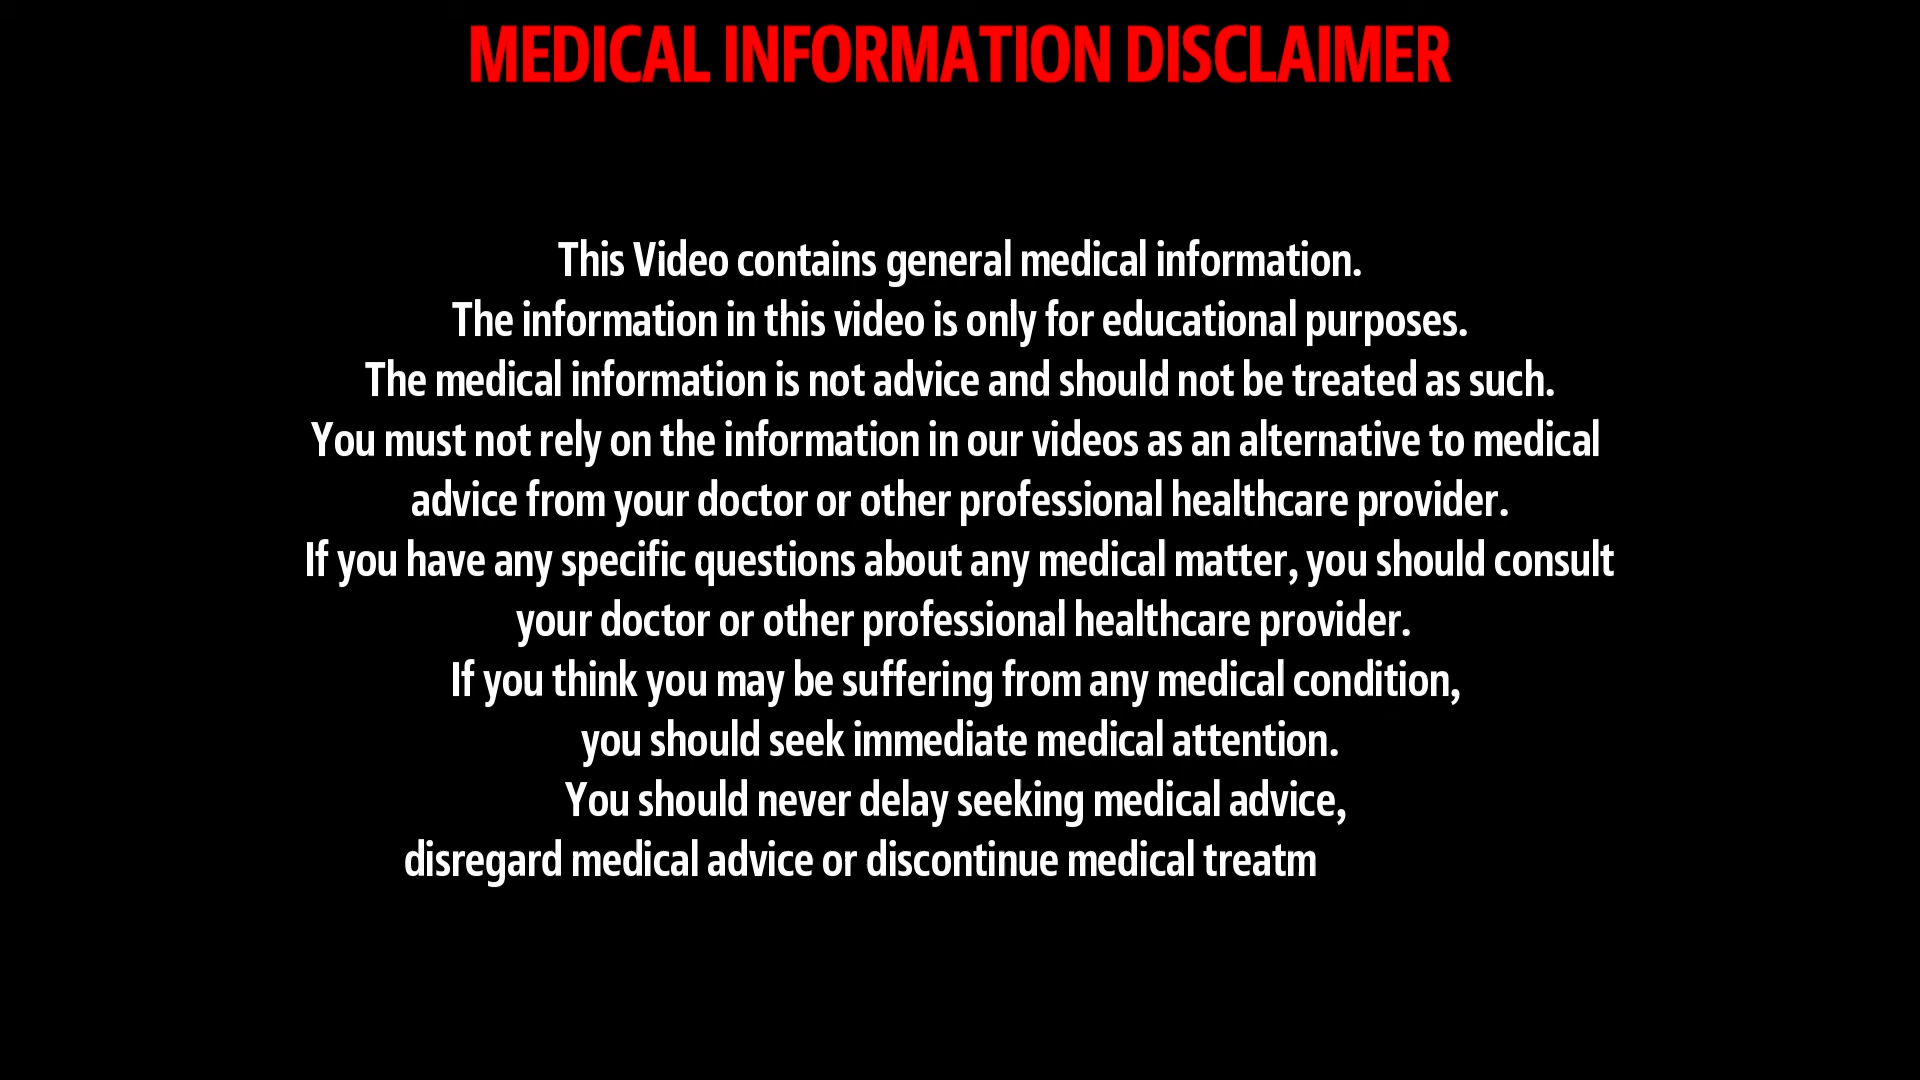 MEDICAL INFORMATION DISCLAIMER
This Video contains general medical information.
The information in this video is only for educational purposes.
The medical information is not advice and should not be treated as such.
You must not rely on the information in our videos as an alternative to medical
advice from your doctor or other professional healthcare provider.
If you have any specific questions about any medical matter, you should consult
your doctor or other professional healthcare provider.
If you think you may be suffering from any medical condition,
you should seek immediate medical attention.
You should never delay seeking medical advice,
disregard medical advice or discontinue medical treatm